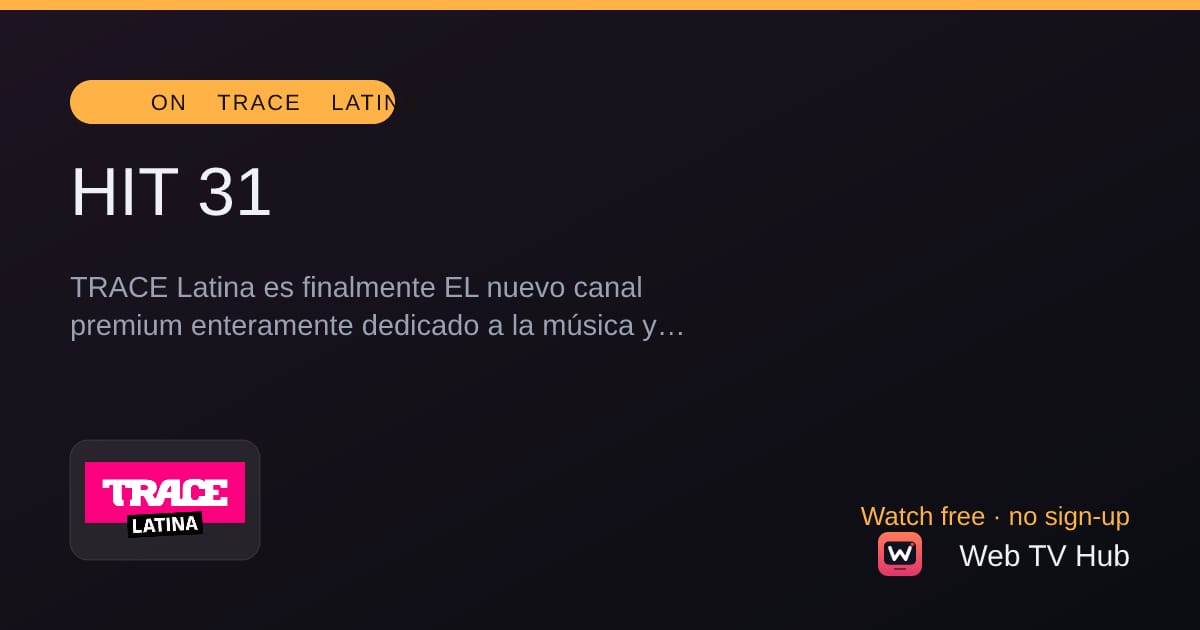 ON TRACE LATIN
HIT 31
TRACE Latina es finalmente EL nuevo canal
premium enteramente dedicado a la música y…
TRACE
LATINA
Watch free · no sign-up
W
Web TV Hub